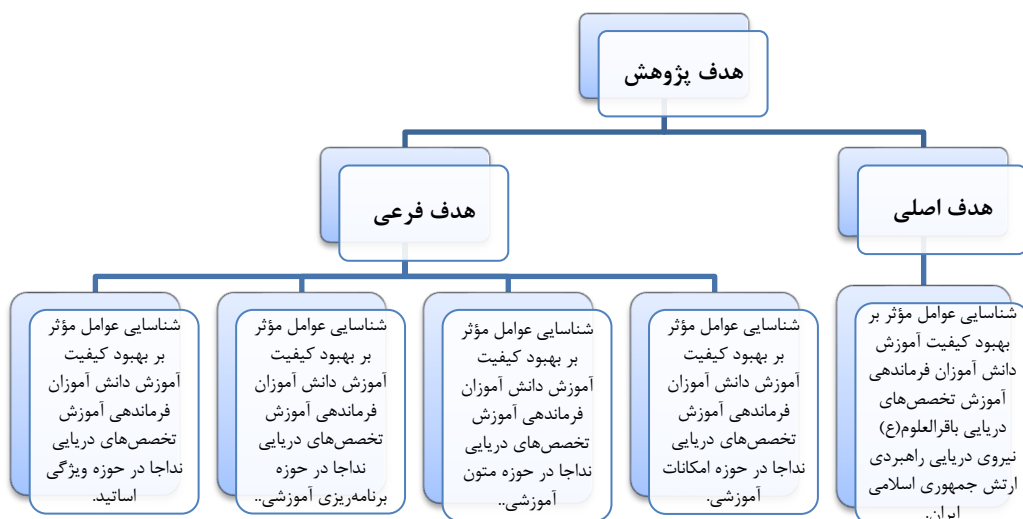 هدف پژوهش
هدف اصلی
هدف فرعی
شناسایی عوامل مؤثر بر
بهبود کیفیت آموزش
دانش آموزان فرماندهی
آموزش تخصص‌های
دریایی باقرالعلوم(ع)
نیروی دریایی راهبردی
ارتش جمهوری اسلامی
ایران.
شناسایی عوامل مؤثر
بر بهبود کیفیت
آموزش دانش آموزان
فرماندهی آموزش
تخصص‌های دریایی
نداجا در حوزه امکانات
آموزشی.
شناسایی عوامل مؤثر
بر بهبود کیفیت
آموزش دانش آموزان
فرماندهی آموزش
تخصص‌های دریایی
نداجا در حوزه متون
آموزشی..
شناسایی عوامل مؤثر
بر بهبود کیفیت
آموزش دانش آموزان
فرماندهی آموزش
تخصص‌های دریایی
نداجا در حوزه
برنامه‌ریزی آموزشی..
شناسایی عوامل مؤثر
بر بهبود کیفیت
آموزش دانش آموزان
فرماندهی آموزش
تخصص‌های دریایی
نداجا در حوزه ویژگی
اساتید.